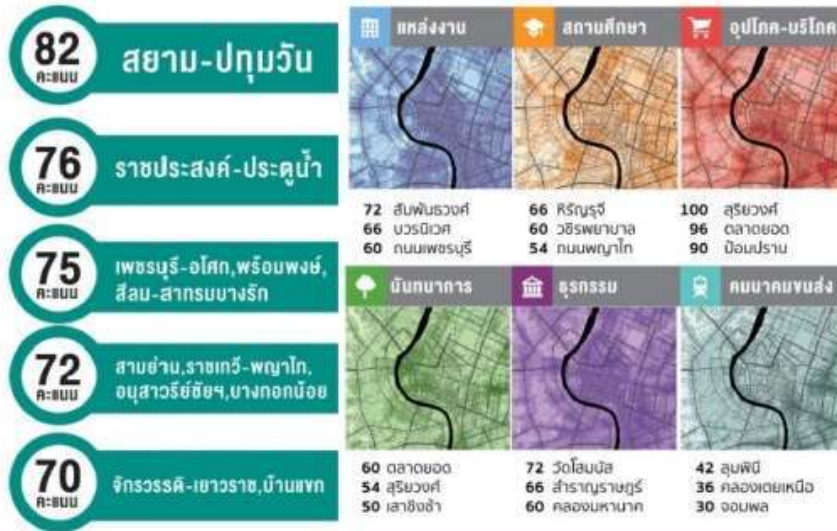 82
คะแนน
สยาม-ปทุมวัน
76
คะแนน
ราชประสงค์-ประตูน้ำ
75
คะแนน
เพชรบุรี-อโศก,พร้อมพงษ์,
สีลม-สาทรมบางรัก
72
คะแนน
สามย่าน,ราชเทวี-พญาไท,
อนุสาวรีย์ชัยฯ,บางกอกน้อย
70
คะแนน
จักรวรรดิ-เยาวราช,บ้านแขก
แหล่งงาน
72 สัมพันธวงศ์
66 บวรนิเวศ
60 ถนนเพชรบุรี
สถานศึกษา
66 หิรัญรูจี
60 วชิรพยาบาล
54 ถนนพญาไท
อุปโภค-บริโภค
100 สุริยวงศ์
96 ตลาดยอด
90 ป้อมปราบ
นันทนาการ
60 ตลาดยอด
54 สุริยวงศ์
50 เสาชิงช้า
ธุรกรรม
72 วัดโสมนัส
66 สำราญราษฎร์
60 คลองมหานาค
คมนาคมขนส่ง
42 ลุมพินี
36 คลองเตยเหนือ
30 จอมพล